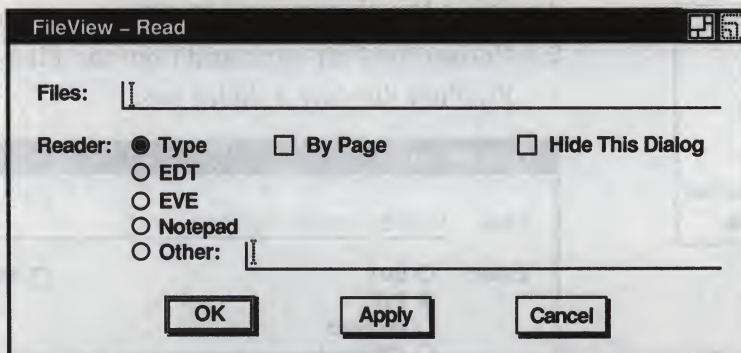 FileView – Read
Files:
Reader: Type By Page Hide This Dialog
EDT
EVE
Notepad
Other:
OK Apply Cancel